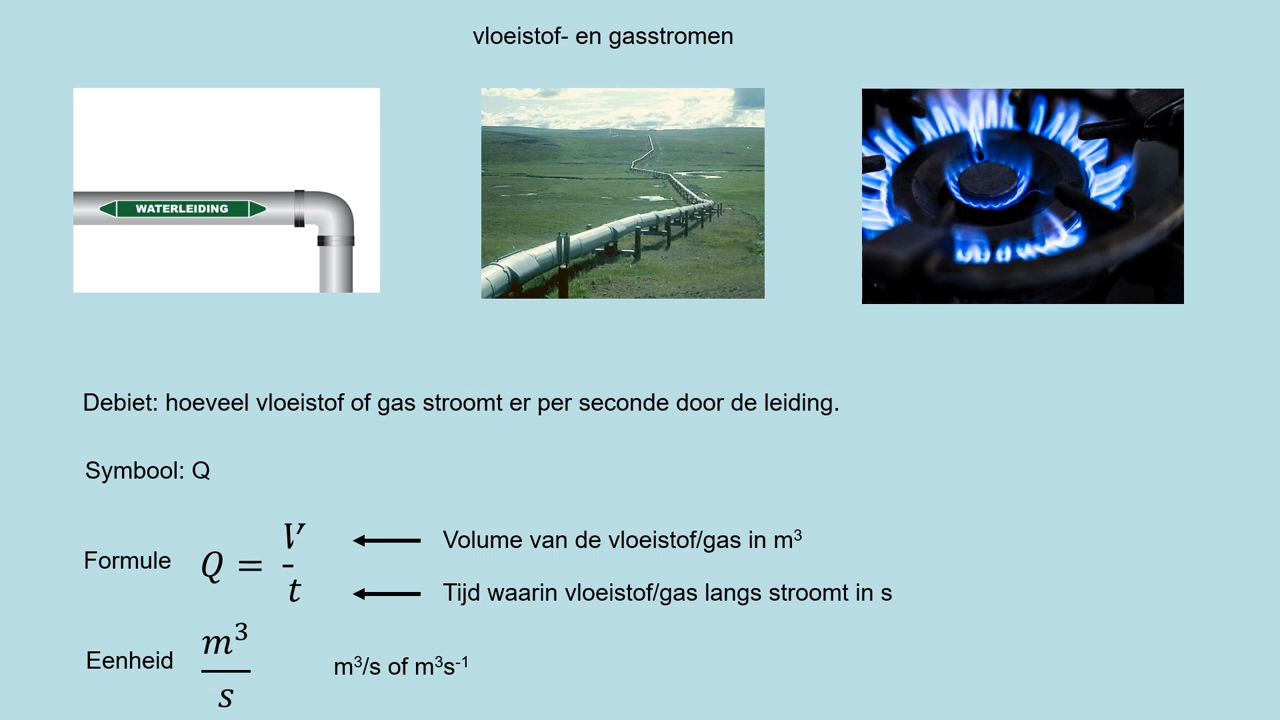 vloeistof- en gasstromen
WATERLEIDING
Debiet: hoeveel vloeistof of gas stroomt er per seconde door de leiding.
Symbool: Q
Formule Q = V/t
Volume van de vloeistof/gas in m³
Tijd waarin vloeistof/gas langs stroomt in s
Eenheid m³/s m³/s of m³s⁻¹